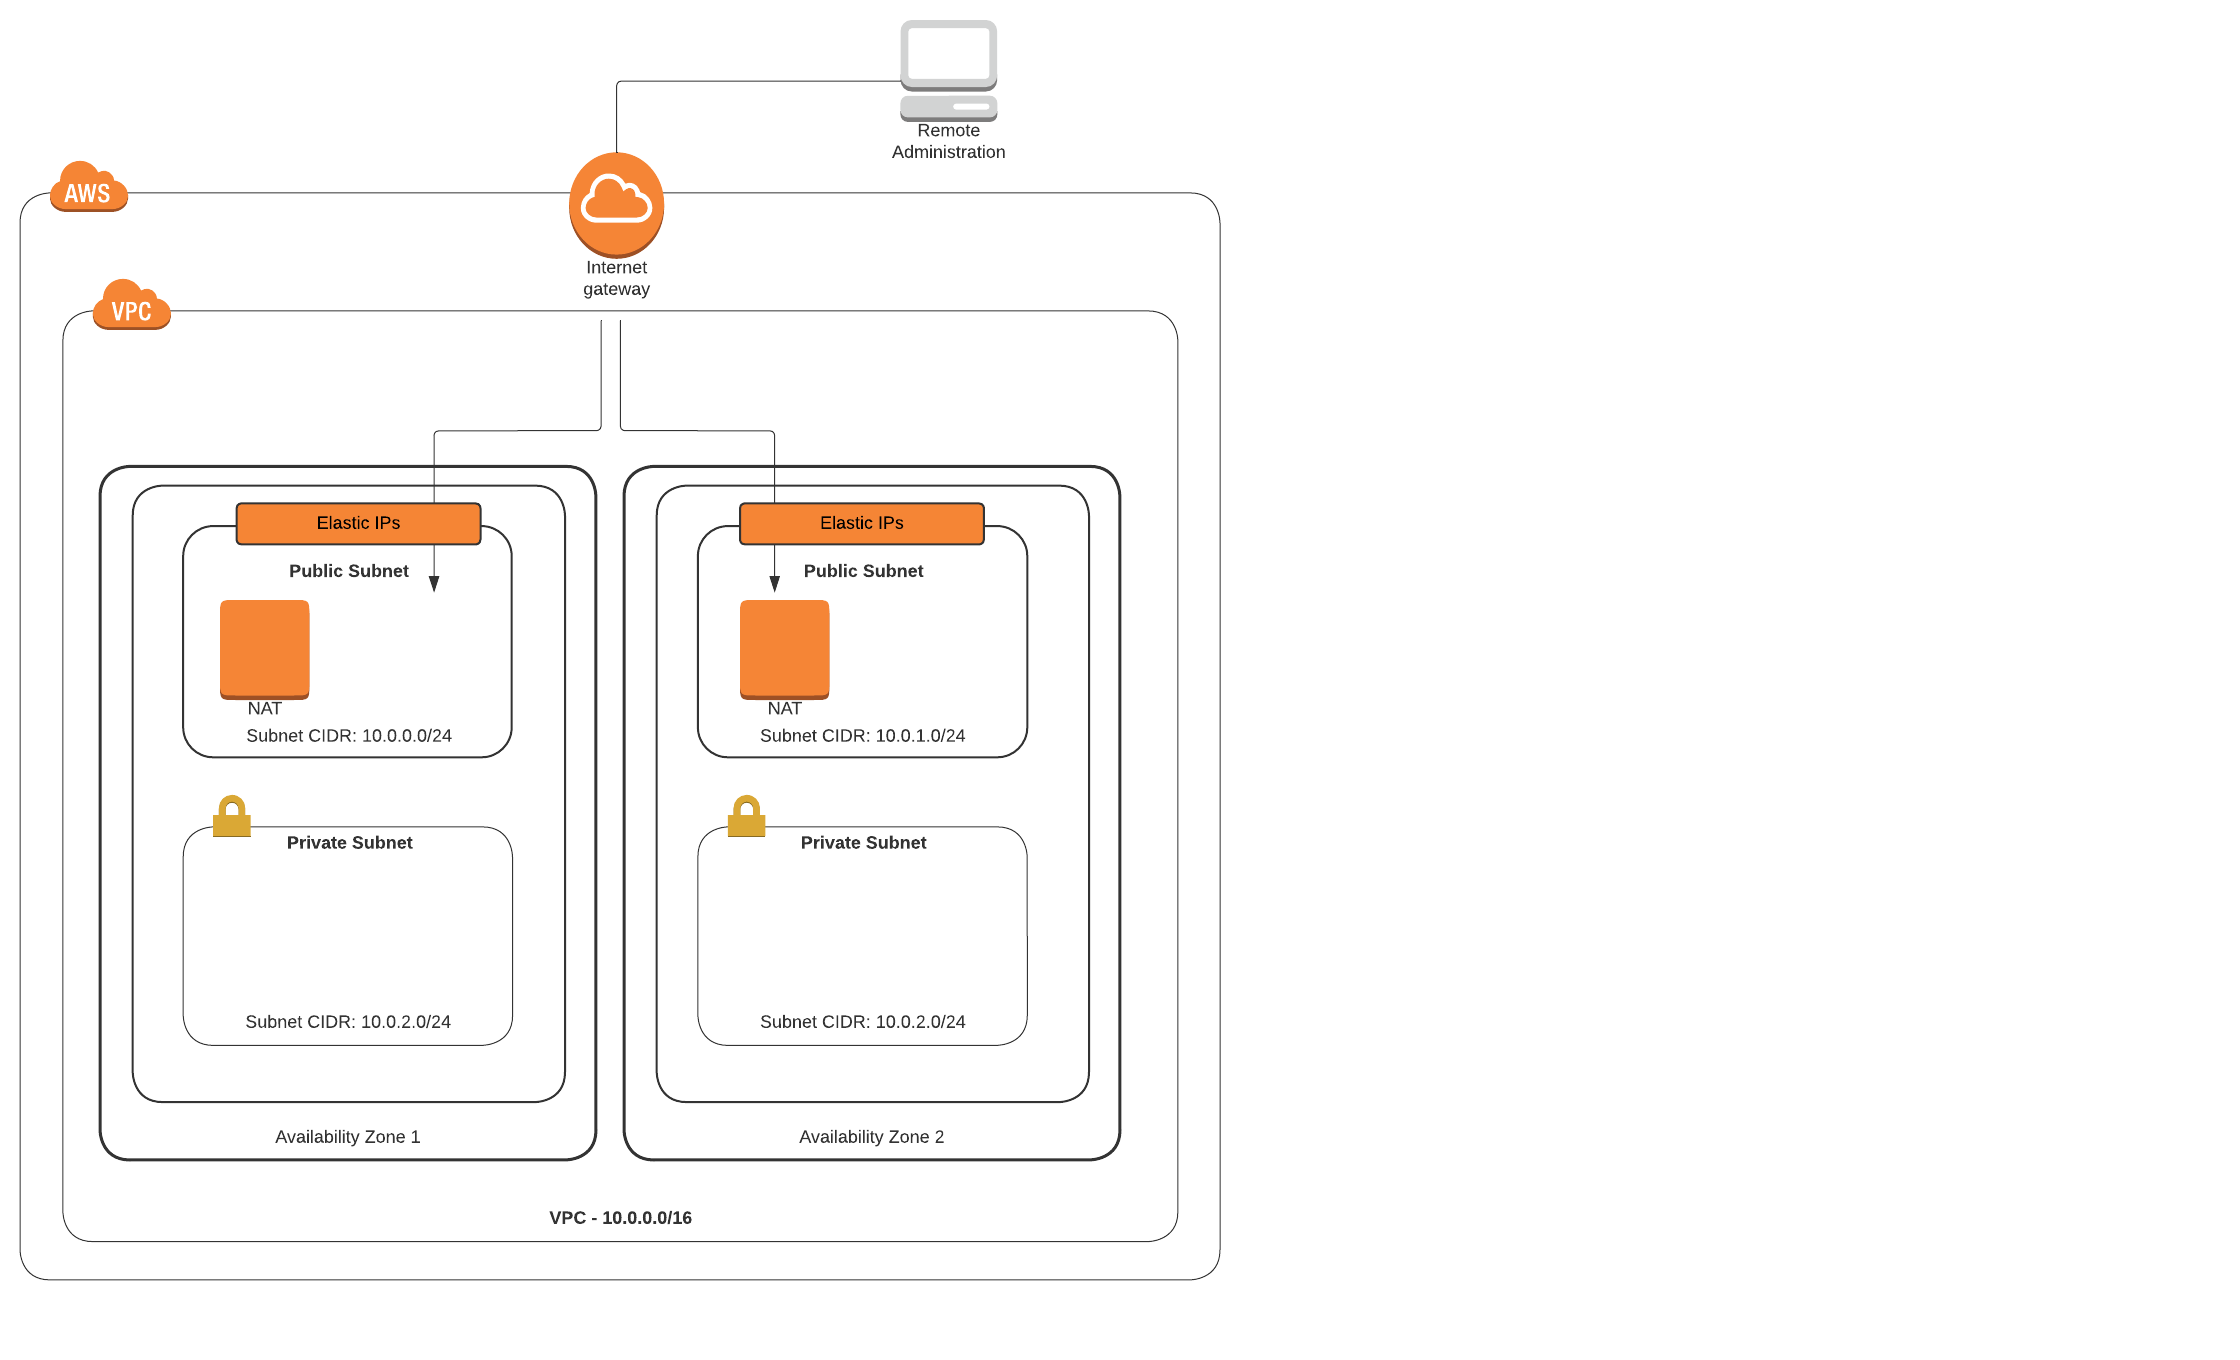 Remote
Administration
AWS
Internet
gateway
VPC
Elastic IPs
Public Subnet
NAT
Subnet CIDR: 10.0.0.0/24
Private Subnet
Subnet CIDR: 10.0.2.0/24
Availability Zone 1
Elastic IPs
Public Subnet
NAT
Subnet CIDR: 10.0.1.0/24
Private Subnet
Subnet CIDR: 10.0.2.0/24
Availability Zone 2
VPC - 10.0.0.0/16